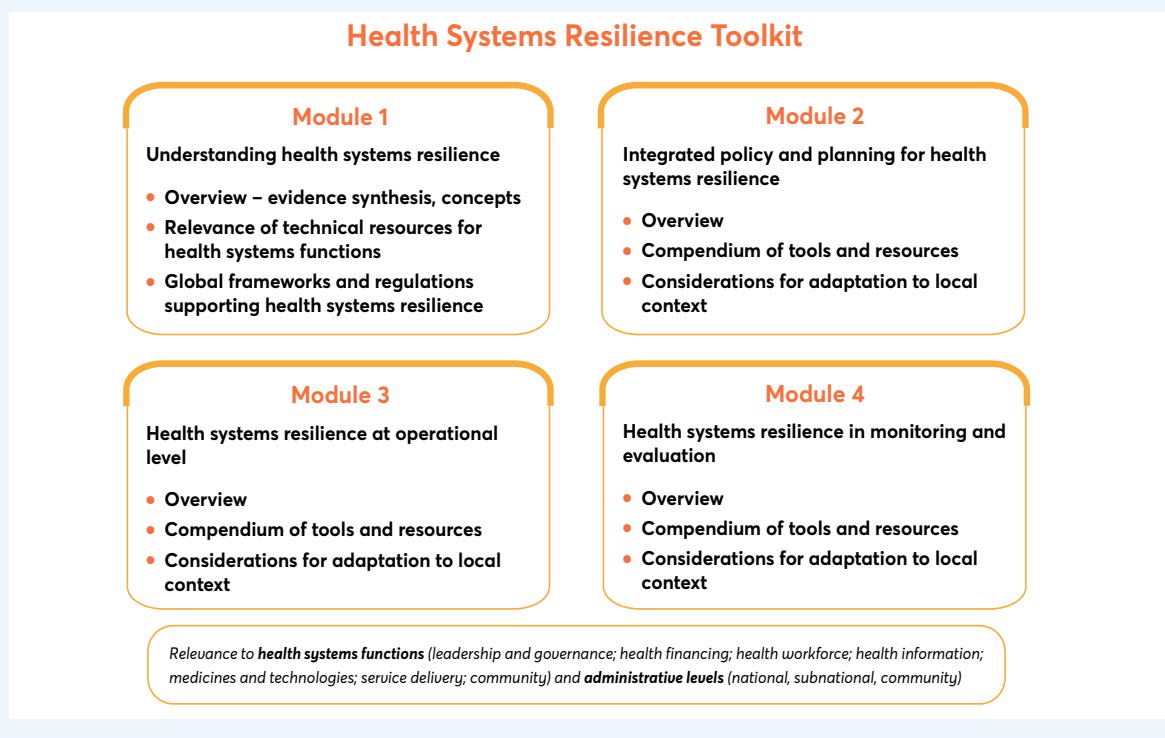 Health Systems Resilience Toolkit
Module 1
Understanding health systems resilience
• Overview – evidence synthesis, concepts
• Relevance of technical resources for
health systems functions
• Global frameworks and regulations
supporting health systems resilience
Module 2
Integrated policy and planning for health
systems resilience
• Overview
• Compendium of tools and resources
• Considerations for adaptation to local
context
Module 3
Health systems resilience at operational
level
• Overview
• Compendium of tools and resources
• Considerations for adaptation to local
context
Module 4
Health systems resilience in monitoring and
evaluation
• Overview
• Compendium of tools and resources
• Considerations for adaptation to local
context
Relevance to health systems functions (leadership and governance; health financing; health workforce; health information;
medicines and technologies; service delivery; community) and administrative levels (national, subnational, community)